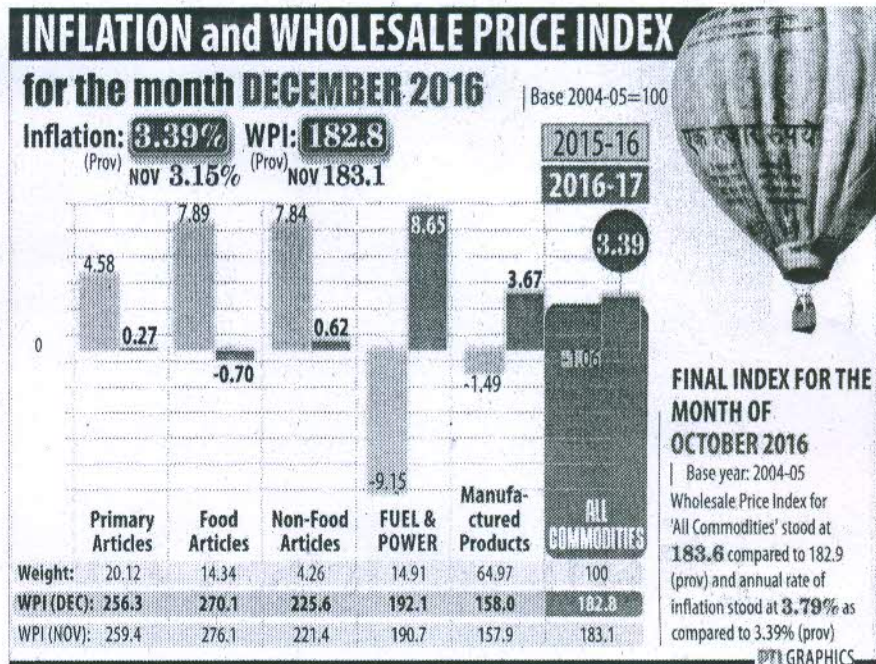 INFLATION and WHOLESALE PRICE INDEX
for the month DECEMBER 2016
Base 2004-05=100
Inflation: 3.39% WPI: 182.8
(Prov) (Prov)
NOV 3.15% NOV 183.1
2015-16
2016-17
एक हजार रुपये
4.58
0.27
7.89
-0.70
7.84
0.62
-9.15
8.65
-1.49
3.67
-1.06
3.39
0
Primary Articles
Food Articles
Non-Food Articles
FUEL & POWER
Manufa-
ctured
Products
ALL
COMMODITIES
Weight: 20.12 14.34 4.26 14.91 64.97 100
WPI (DEC): 256.3 270.1 225.6 192.1 158.0 182.8
WPI (NOV): 259.4 276.1 221.4 190.7 157.9 183.1
FINAL INDEX FOR THE
MONTH OF
OCTOBER 2016
Base year: 2004-05
Wholesale Price Index for
'All Commodities' stood at
183.6 compared to 182.9
(prov) and annual rate of
inflation stood at 3.79% as
compared to 3.39% (prov)
PTI GRAPHICS